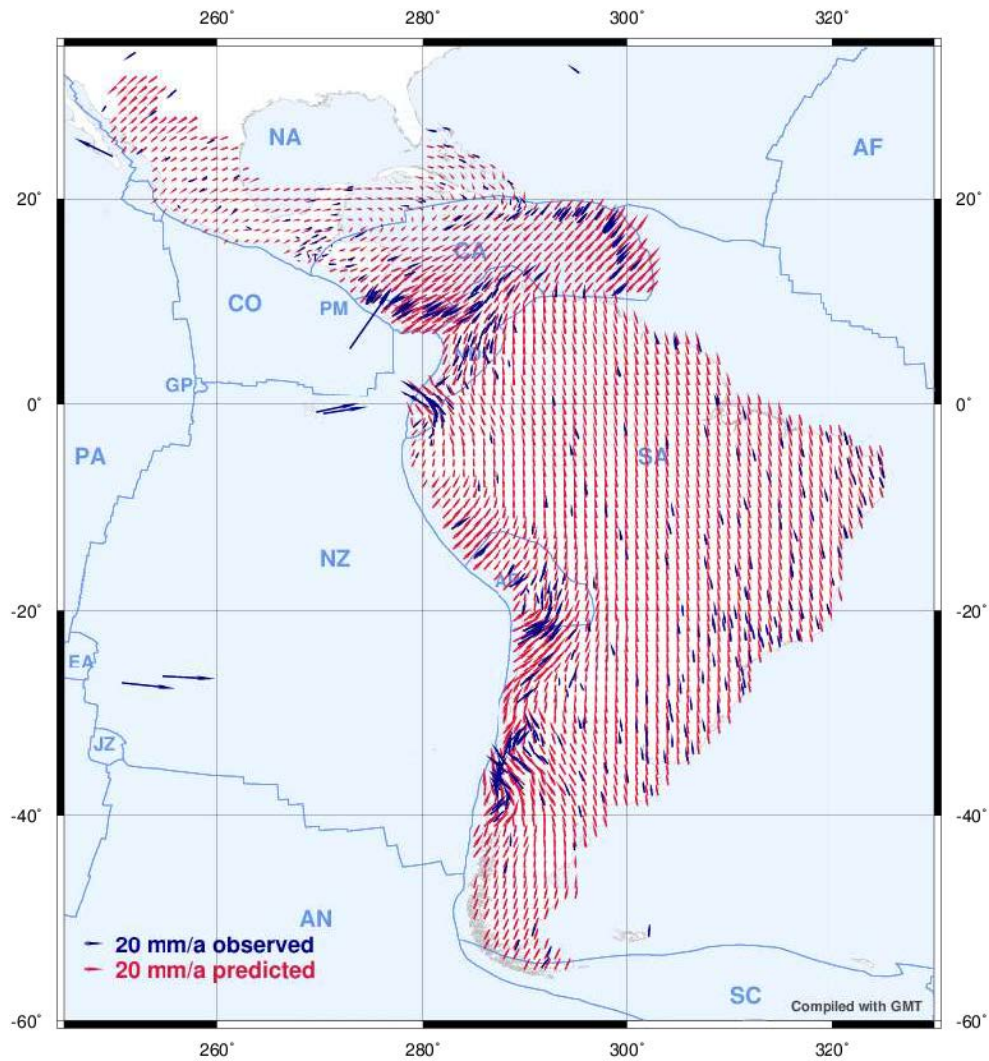 260° 280° 300° 320°
NA
AF
20° 20°
CA
CO
PM
GP
0° 0°
PA
SA
NZ
-20° -20°
EA
JZ
-40° -40°
AN
20 mm/a observed
20 mm/a predicted
SC
Compiled with GMT
-60° -60°
260° 280° 300° 320°